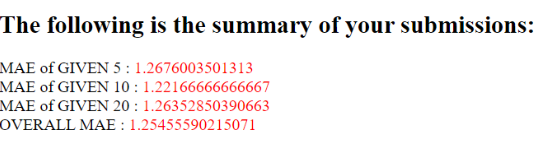 The following is the summary of your submissions:
MAE of GIVEN 5 : 1.2676003501313
MAE of GIVEN 10 : 1.22166666666667
MAE of GIVEN 20 : 1.26352850390663
OVERALL MAE : 1.25455590215071